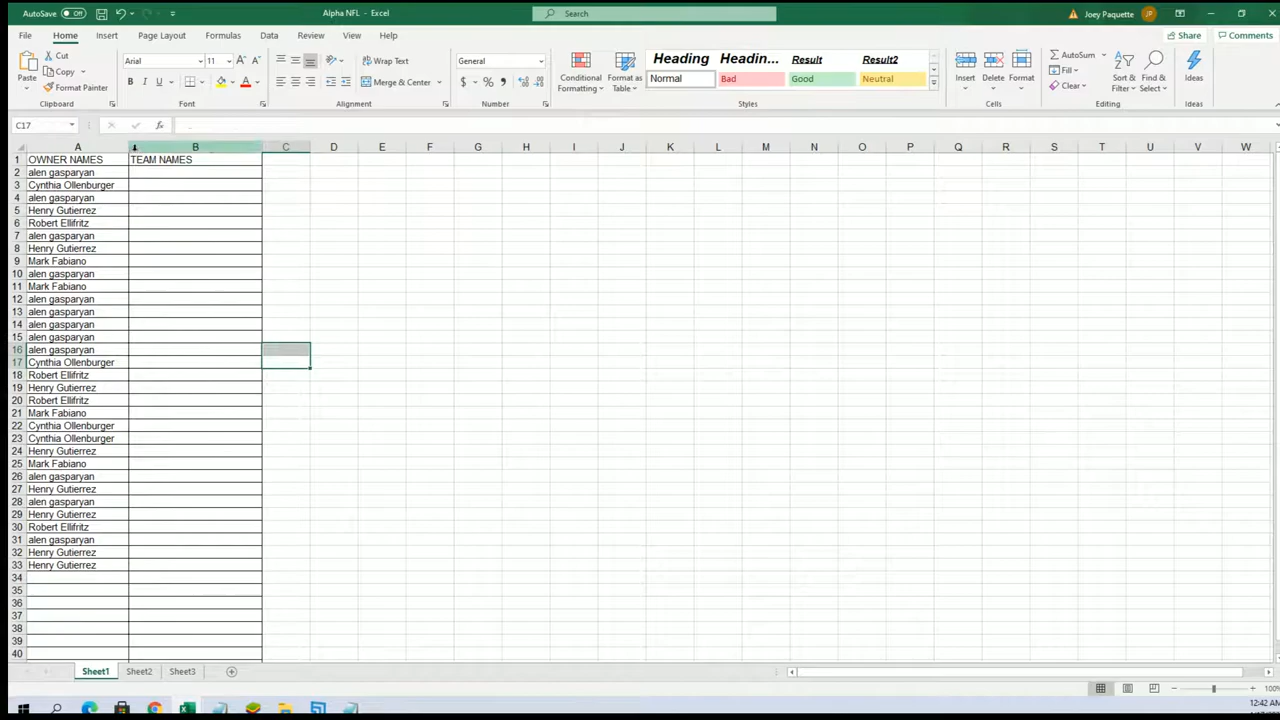 AutoSave Off
Alpha NFL - Excel
Search
Joey Paquette JP
File Home Insert Page Layout Formulas Data Review View Help
Share Comments
Paste
Cut
Copy
Format Painter
Clipboard
Arial 11
B I U
Font
Wrap Text
Merge & Center
Alignment
General
$ % 9
Number
Conditional Formatting
Format as Table
Heading Headin... Result Result2
Normal Bad Good Neutral
Styles
Insert Delete Format
Cells
AutoSum
Fill
Clear
Sort & Filter
Find & Select
Editing
Ideas
Ideas
C17 fx
A B C D E F G H I J K L M N O P Q R S T U V W
1 OWNER NAMES TEAM NAMES
2 alen gasparyan
3 Cynthia Ollenburger
4 alen gasparyan
5 Henry Gutierrez
6 Robert Ellifritz
7 alen gasparyan
8 Henry Gutierrez
9 Mark Fabiano
10 alen gasparyan
11 Mark Fabiano
12 alen gasparyan
13 alen gasparyan
14 alen gasparyan
15 alen gasparyan
16 alen gasparyan
17 Cynthia Ollenburger
18 Robert Ellifritz
19 Henry Gutierrez
20 Robert Ellifritz
21 Mark Fabiano
22 Cynthia Ollenburger
23 Cynthia Ollenburger
24 Henry Gutierrez
25 Mark Fabiano
26 alen gasparyan
27 Henry Gutierrez
28 alen gasparyan
29 Henry Gutierrez
30 Robert Ellifritz
31 alen gasparyan
32 Henry Gutierrez
33 Henry Gutierrez
34
35
36
37
38
39
40
Sheet1 Sheet2 Sheet3
100%
12:42 AM